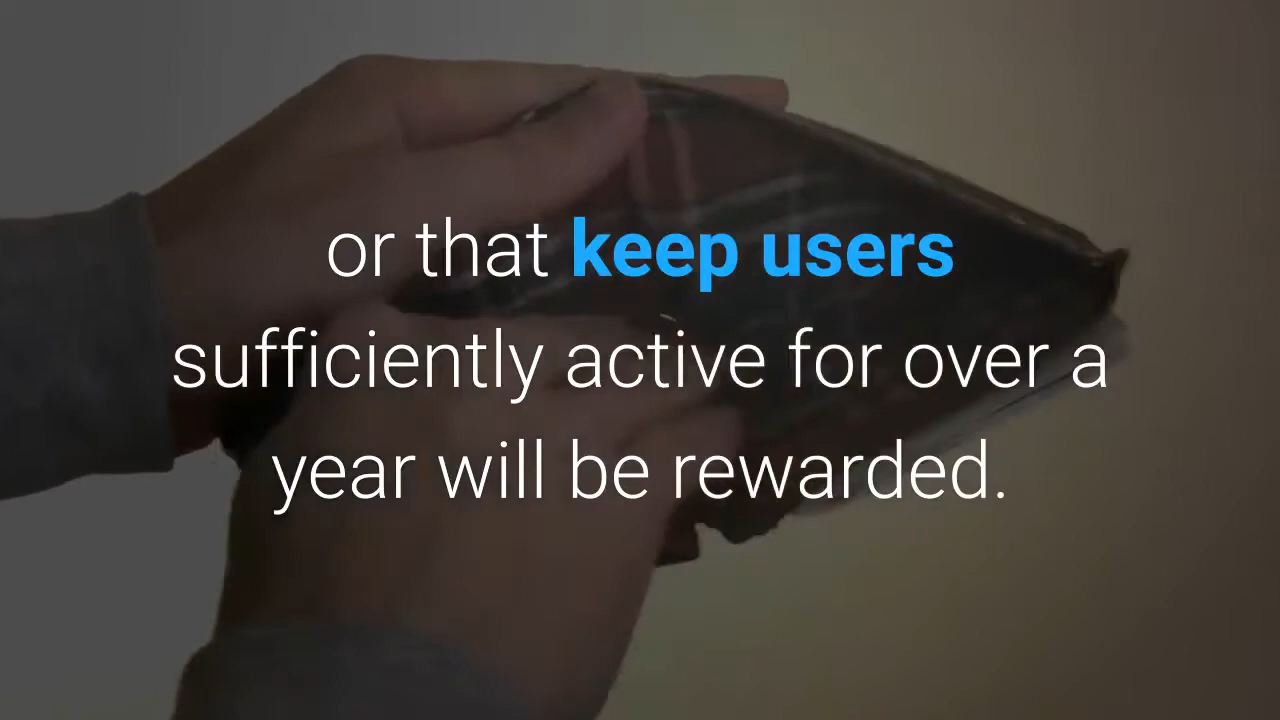 or that keep users
sufficiently active for over a
year will be rewarded.